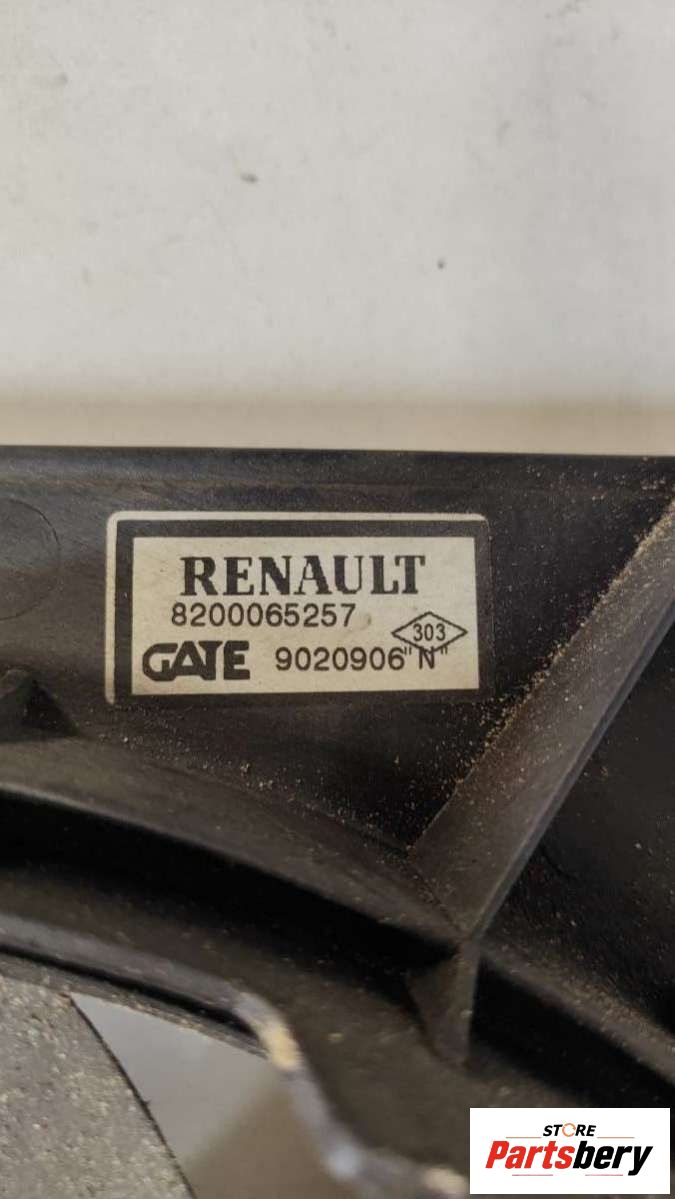 RENAULT
8200065257
303
GATE 9020906"N"
STORE
Partsbery